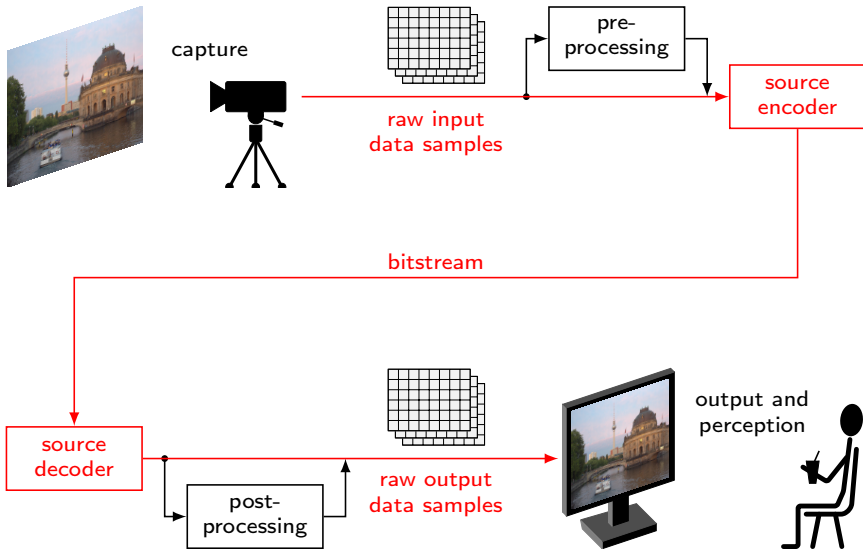 capture
pre-
processing
source
encoder
raw input
data samples
bitstream
source
decoder
post-
processing
raw output
data samples
output and
perception